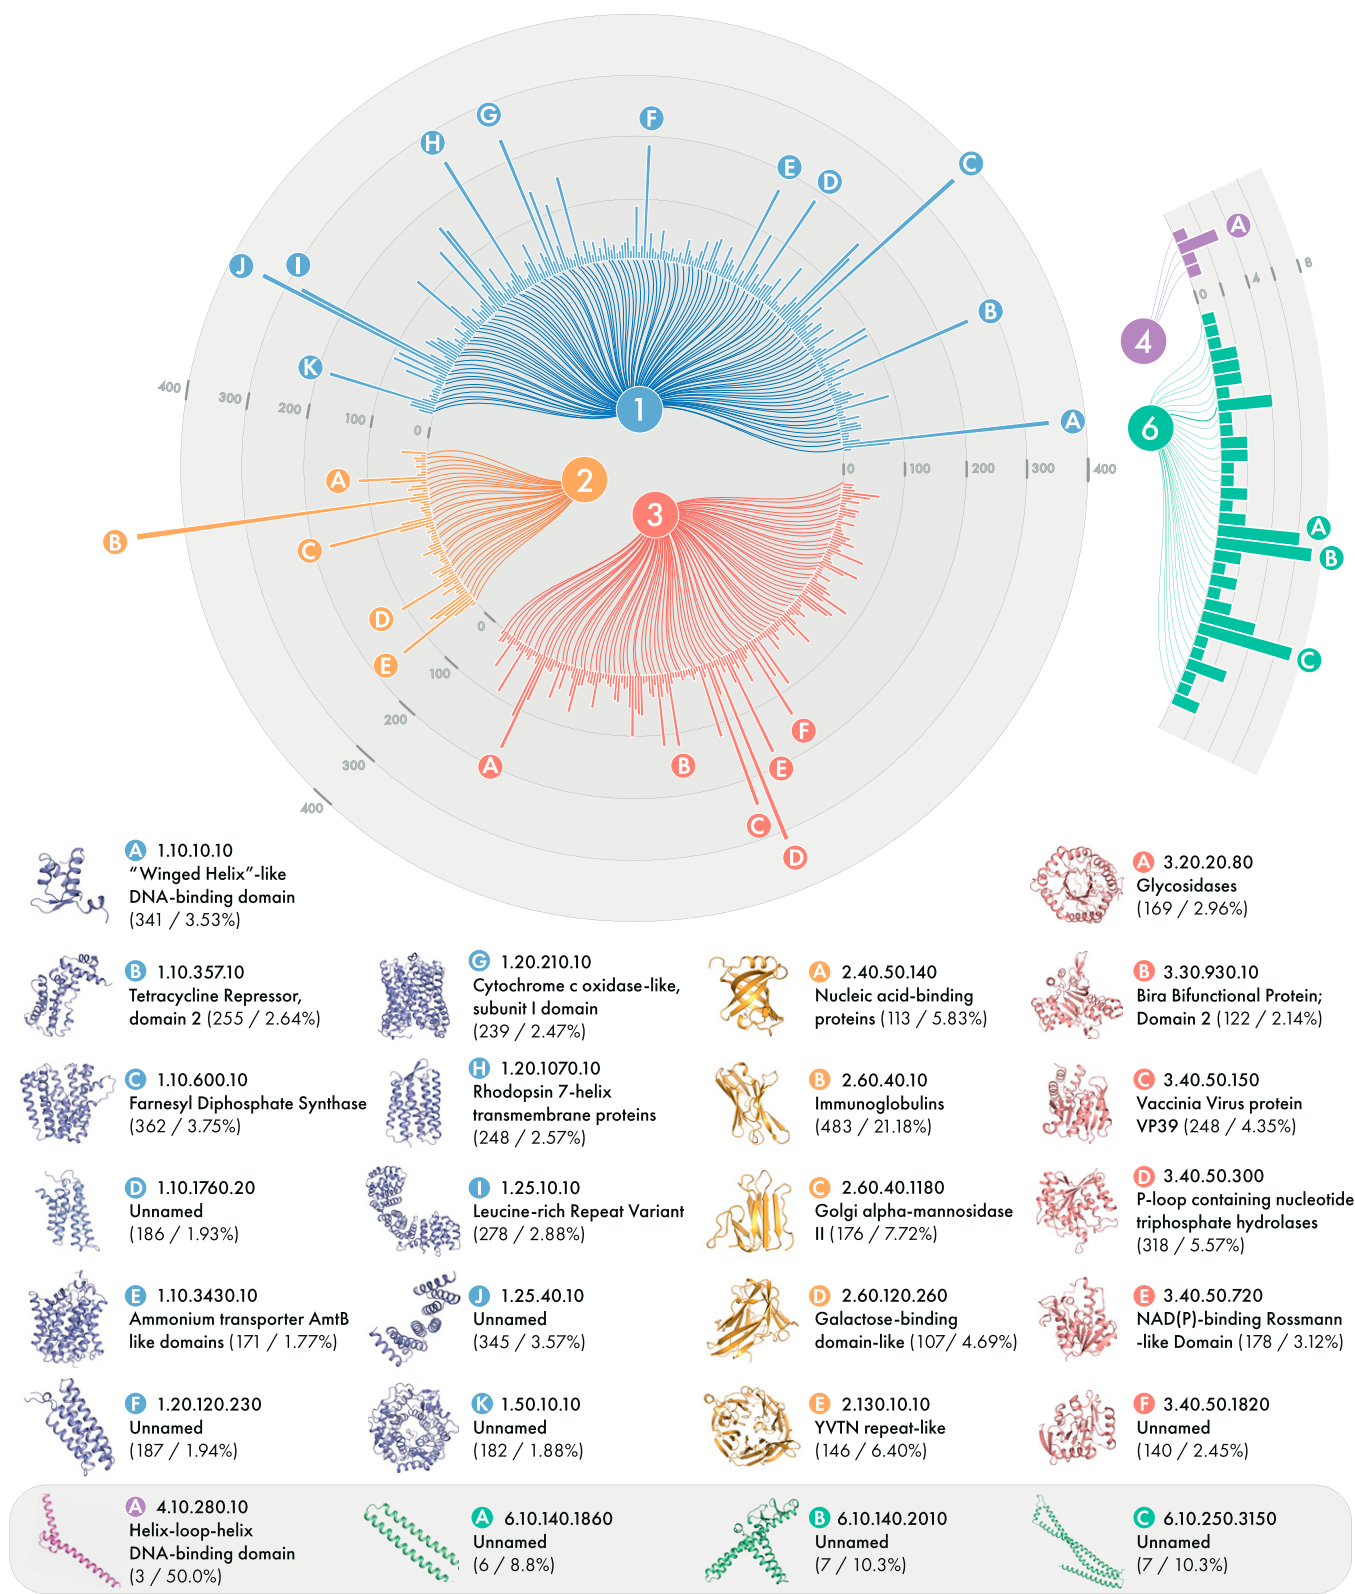 G
F
H
E
D
C
J
I
B
K
A
1
400
300
200
100
0
0
100
200
300
400
2
A
B
C
D
E
0
100
200
300
400
3
A
B
C
D
E
F
A
8
4
0
4
6
A
B
C
A 1.10.10.10
“Winged Helix”-like
DNA-binding domain
(341 / 3.53%)
B 1.10.357.10
Tetracycline Repressor,
domain 2 (255 / 2.64%)
C 1.10.600.10
Farnesyl Diphosphate Synthase
(362 / 3.75%)
D 1.10.1760.20
Unnamed
(186 / 1.93%)
E 1.10.3430.10
Ammonium transporter AmtB
like domains (171 / 1.77%)
F 1.20.120.230
Unnamed
(187 / 1.94%)
G 1.20.210.10
Cytochrome c oxidase-like,
subunit I domain
(239 / 2.47%)
H 1.20.1070.10
Rhodopsin 7-helix
transmembrane proteins
(248 / 2.57%)
I 1.25.10.10
Leucine-rich Repeat Variant
(278 / 2.88%)
J 1.25.40.10
Unnamed
(345 / 3.57%)
K 1.50.10.10
Unnamed
(182 / 1.88%)
A 2.40.50.140
Nucleic acid-binding
proteins (113 / 5.83%)
B 2.60.40.10
Immunoglobulins
(483 / 21.18%)
C 2.60.40.1180
Golgi alpha-mannosidase
II (176 / 7.72%)
D 2.60.120.260
Galactose-binding
domain-like (107/ 4.69%)
E 2.130.10.10
YVTN repeat-like
(146 / 6.40%)
A 3.20.20.80
Glycosidases
(169 / 2.96%)
B 3.30.930.10
Bira Bifunctional Protein;
Domain 2 (122 / 2.14%)
C 3.40.50.150
Vaccinia Virus protein
VP39 (248 / 4.35%)
D 3.40.50.300
P-loop containing nucleotide
triphosphate hydrolases
(318 / 5.57%)
E 3.40.50.720
NAD(P)-binding Rossmann
-like Domain (178 / 3.12%)
F 3.40.50.1820
Unnamed
(140 / 2.45%)
A 4.10.280.10
Helix-loop-helix
DNA-binding domain
(3 / 50.0%)
A 6.10.140.1860
Unnamed
(6 / 8.8%)
B 6.10.140.2010
Unnamed
(7 / 10.3%)
C 6.10.250.3150
Unnamed
(7 / 10.3%)